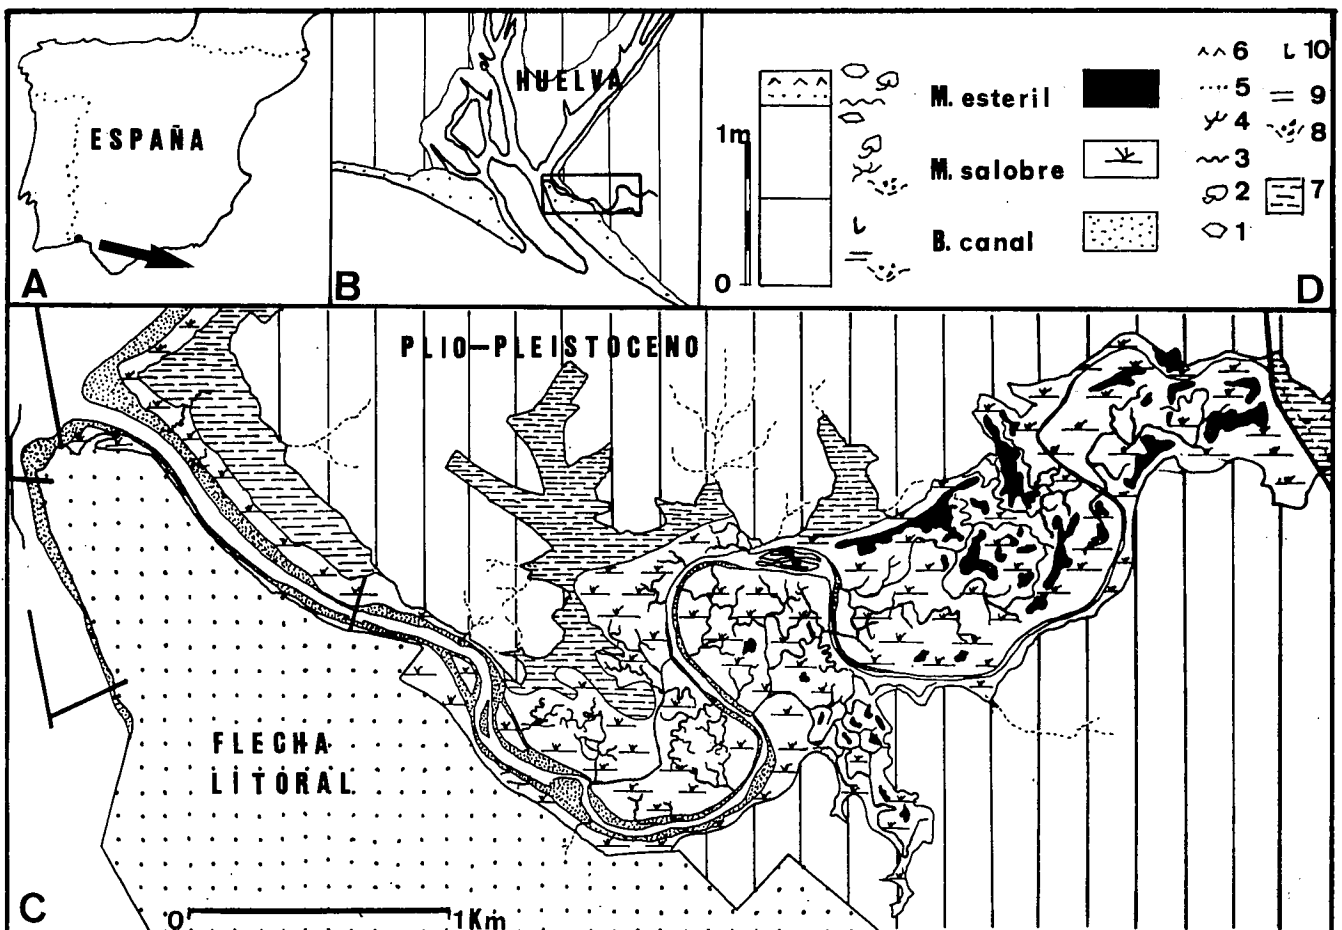 ESPAÑA
A
HUELVA
B
1m
0
M. esteril
M. salobre
B. canal
6
5
4
3
2
1
10
9
8
7
D
PLIO-PLEISTOCENO
FLECHA
LITORAL
C
0 1Km